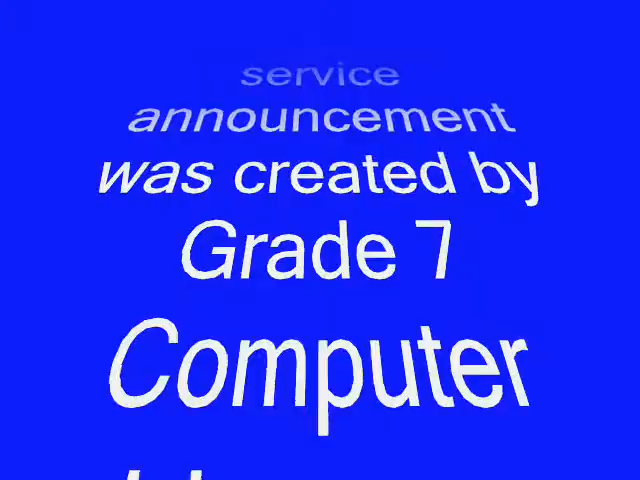 service
announcement
was created by
Grade 7
Computer